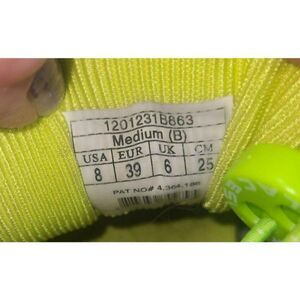 1201231B863
Medium (B)
USA EUR UK CM
8 39 6 25
PAT NO# 4,364,186